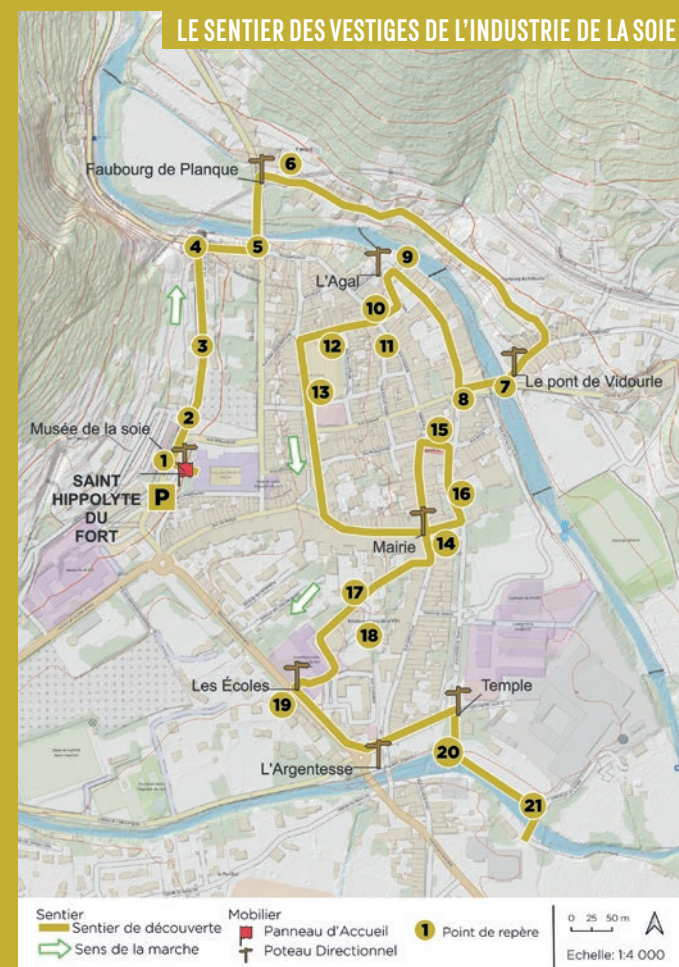 LE SENTIER DES VESTIGES DE L'INDUSTRIE DE LA SOIE
Faubourg de Planque
6
4
5
9
L'Agal
10
12
11
3
13
7
Le pont de Vidourle
8
2
15
Musée de la soie
1
SAINT
HIPPOLYTE
DU
FORT
P
16
Mairie
14
17
18
Les Écoles
19
Temple
20
L'Argentesse
21
Sentier
Sentier de découverte
Sens de la marche
Mobilier
Panneau d'Accueil
Poteau Directionnel
1 Point de repère
0 25 50 m
Echelle: 1:4 000